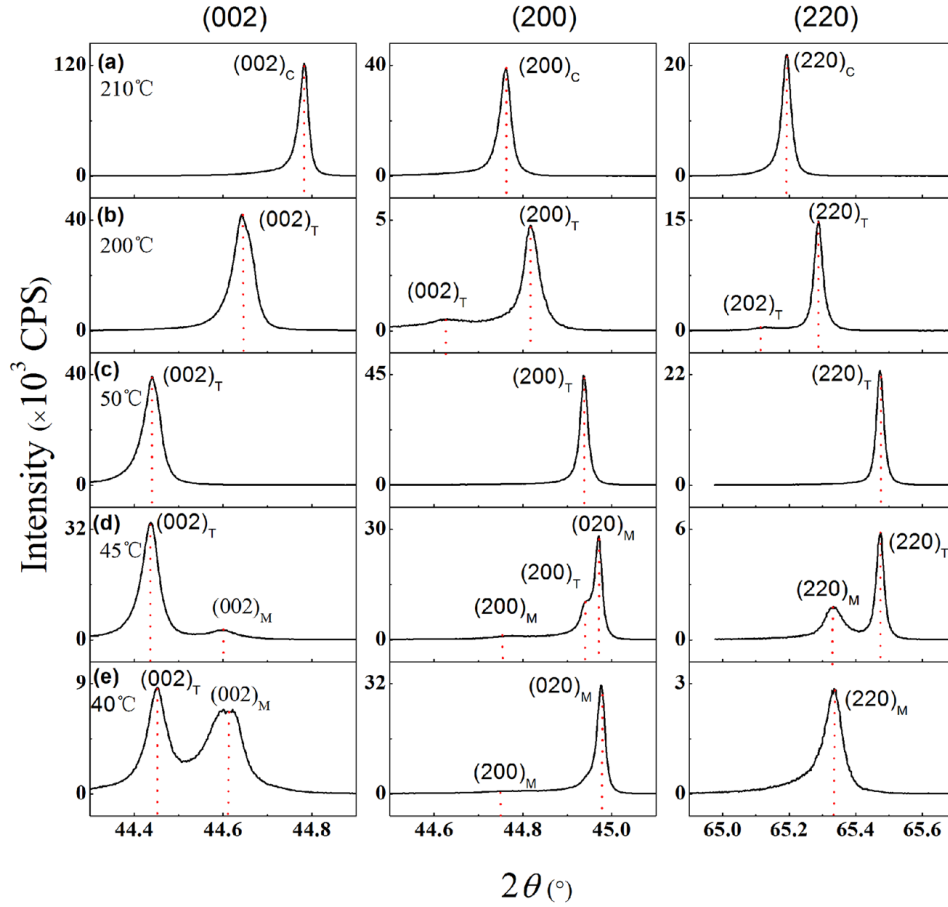 (002) (200) (220)
(a)
210℃
120
0
(002)C
40
0
(200)C
20
0
(220)C
(b)
200℃
40
0
(002)T
5
0
(002)T
(200)T
15
0
(202)T
(220)T
(c)
50℃
40
0
(002)T
45
0
(200)T
22
0
(220)T
(d)
45℃
32
0
(002)T
(002)M
30
0
(200)M
(200)T
(020)M
6
0
(220)M
(220)T
(e)
40℃
9
0
(002)T
(002)M
32
0
(200)M
(020)M
3
0
(220)M
44.4 44.6 44.8 44.6 44.8 45.0 65.0 65.2 65.4 65.6
Intensity (×10³ CPS)
2θ (°)